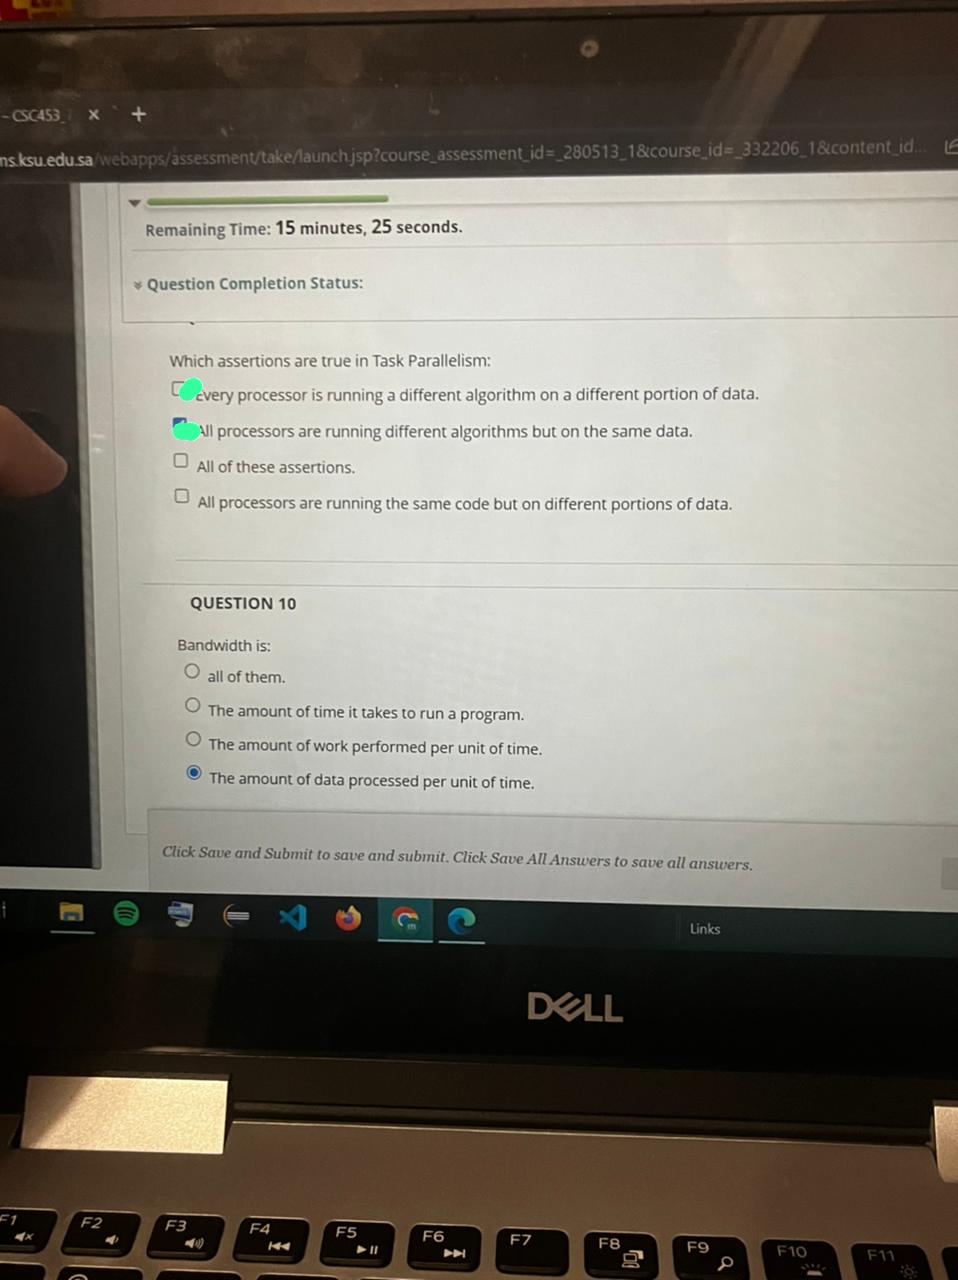 - CSC453_ × +
ns.ksu.edu.sa/webapps/assessment/take/launch.jsp?course_assessment_id=_280513_1&course_id=_332206_1&content_id...
Remaining Time: 15 minutes, 25 seconds.
Question Completion Status:
Which assertions are true in Task Parallelism:
Every processor is running a different algorithm on a different portion of data.
All processors are running different algorithms but on the same data.
All of these assertions.
All processors are running the same code but on different portions of data.
QUESTION 10
Bandwidth is:
all of them.
The amount of time it takes to run a program.
The amount of work performed per unit of time.
The amount of data processed per unit of time.
Click Save and Submit to save and submit. Click Save All Answers to save all answers.
Links
DELL
F1 F2 F3 F4 F5 F6 F7 F8 F9 F10 F11